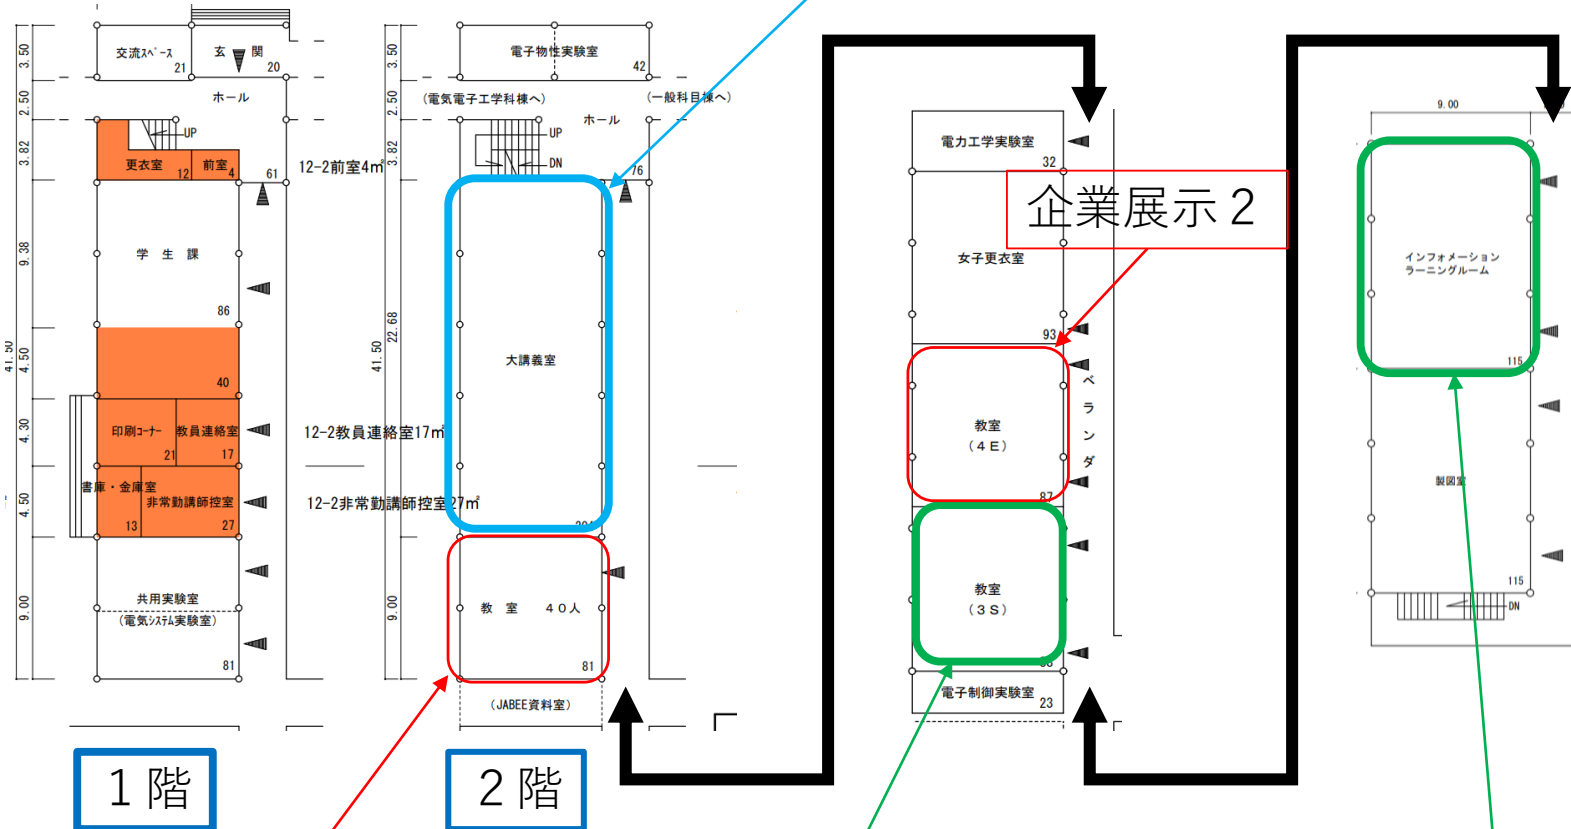 3.50
2.50
3.82
9.38
41.50
4.50
4.30
4.50
9.00
交流スペース
21
玄 関
20
ホール
UP
更衣室
12
前室
4
61
12-2前室4㎡
学 生 課
86
40
印刷コーナー
21
教員連絡室
17
12-2教員連絡室17㎡
書庫・金庫室
13
非常勤講師控室
27
12-2非常勤講師控室27㎡
共用実験室
(電気システム実験室)
81
1階
3.50
2.50
3.82
22.68
41.50
9.00
電子物性実験室
42
(電気電子工学科棟へ)
(一般科目棟へ)
ホール
UP
DN
76
大講義室
教 室 40人
81
(JABEE資料室)
2階
電力工学実験室
32
企業展示2
女子更衣室
93
ベランダ
教室
(4E)
87
教室
(3S)
電子制御実験室
23
9.00
インフォメーション
ラーニングルーム
115
製図室
115
DN